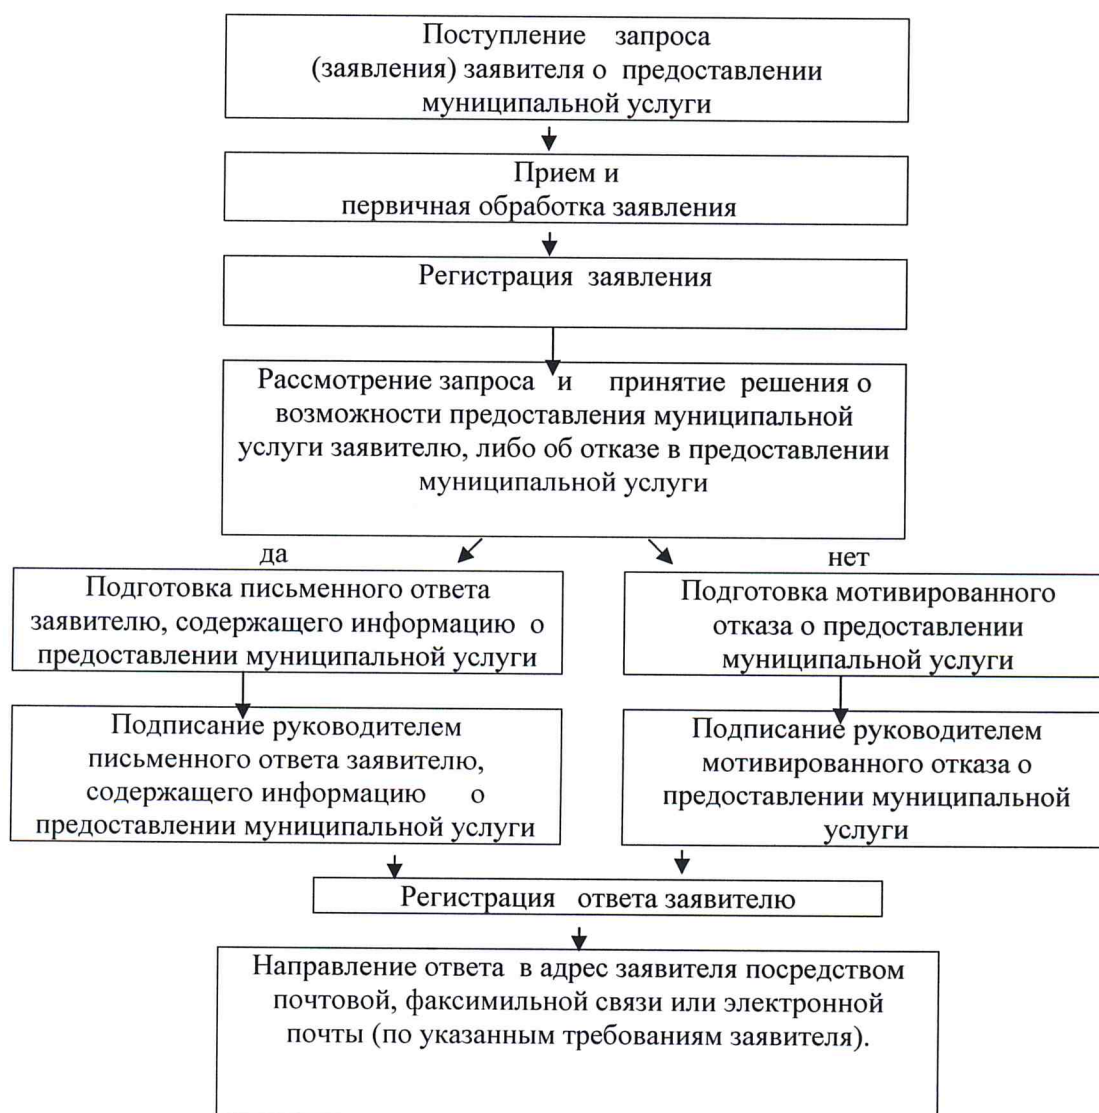 Поступление запроса
(заявления) заявителя о предоставлении
муниципальной услуги
Прием и
первичная обработка заявления
Регистрация заявления
Рассмотрение запроса и принятие решения о
возможности предоставления муниципальной
услуги заявителю, либо об отказе в предоставлении
муниципальной услуги
да
нет
Подготовка письменного ответа
заявителю, содержащего информацию о
предоставлении муниципальной услуги
Подготовка мотивированного
отказа о предоставлении
муниципальной услуги
Подписание руководителем
письменного ответа заявителю,
содержащего информацию о
предоставлении муниципальной услуги
Подписание руководителем
мотивированного отказа о
предоставлении муниципальной
услуги
Регистрация ответа заявителю
Направление ответа в адрес заявителя посредством
почтовой, факсимильной связи или электронной
почты (по указанным требованиям заявителя).